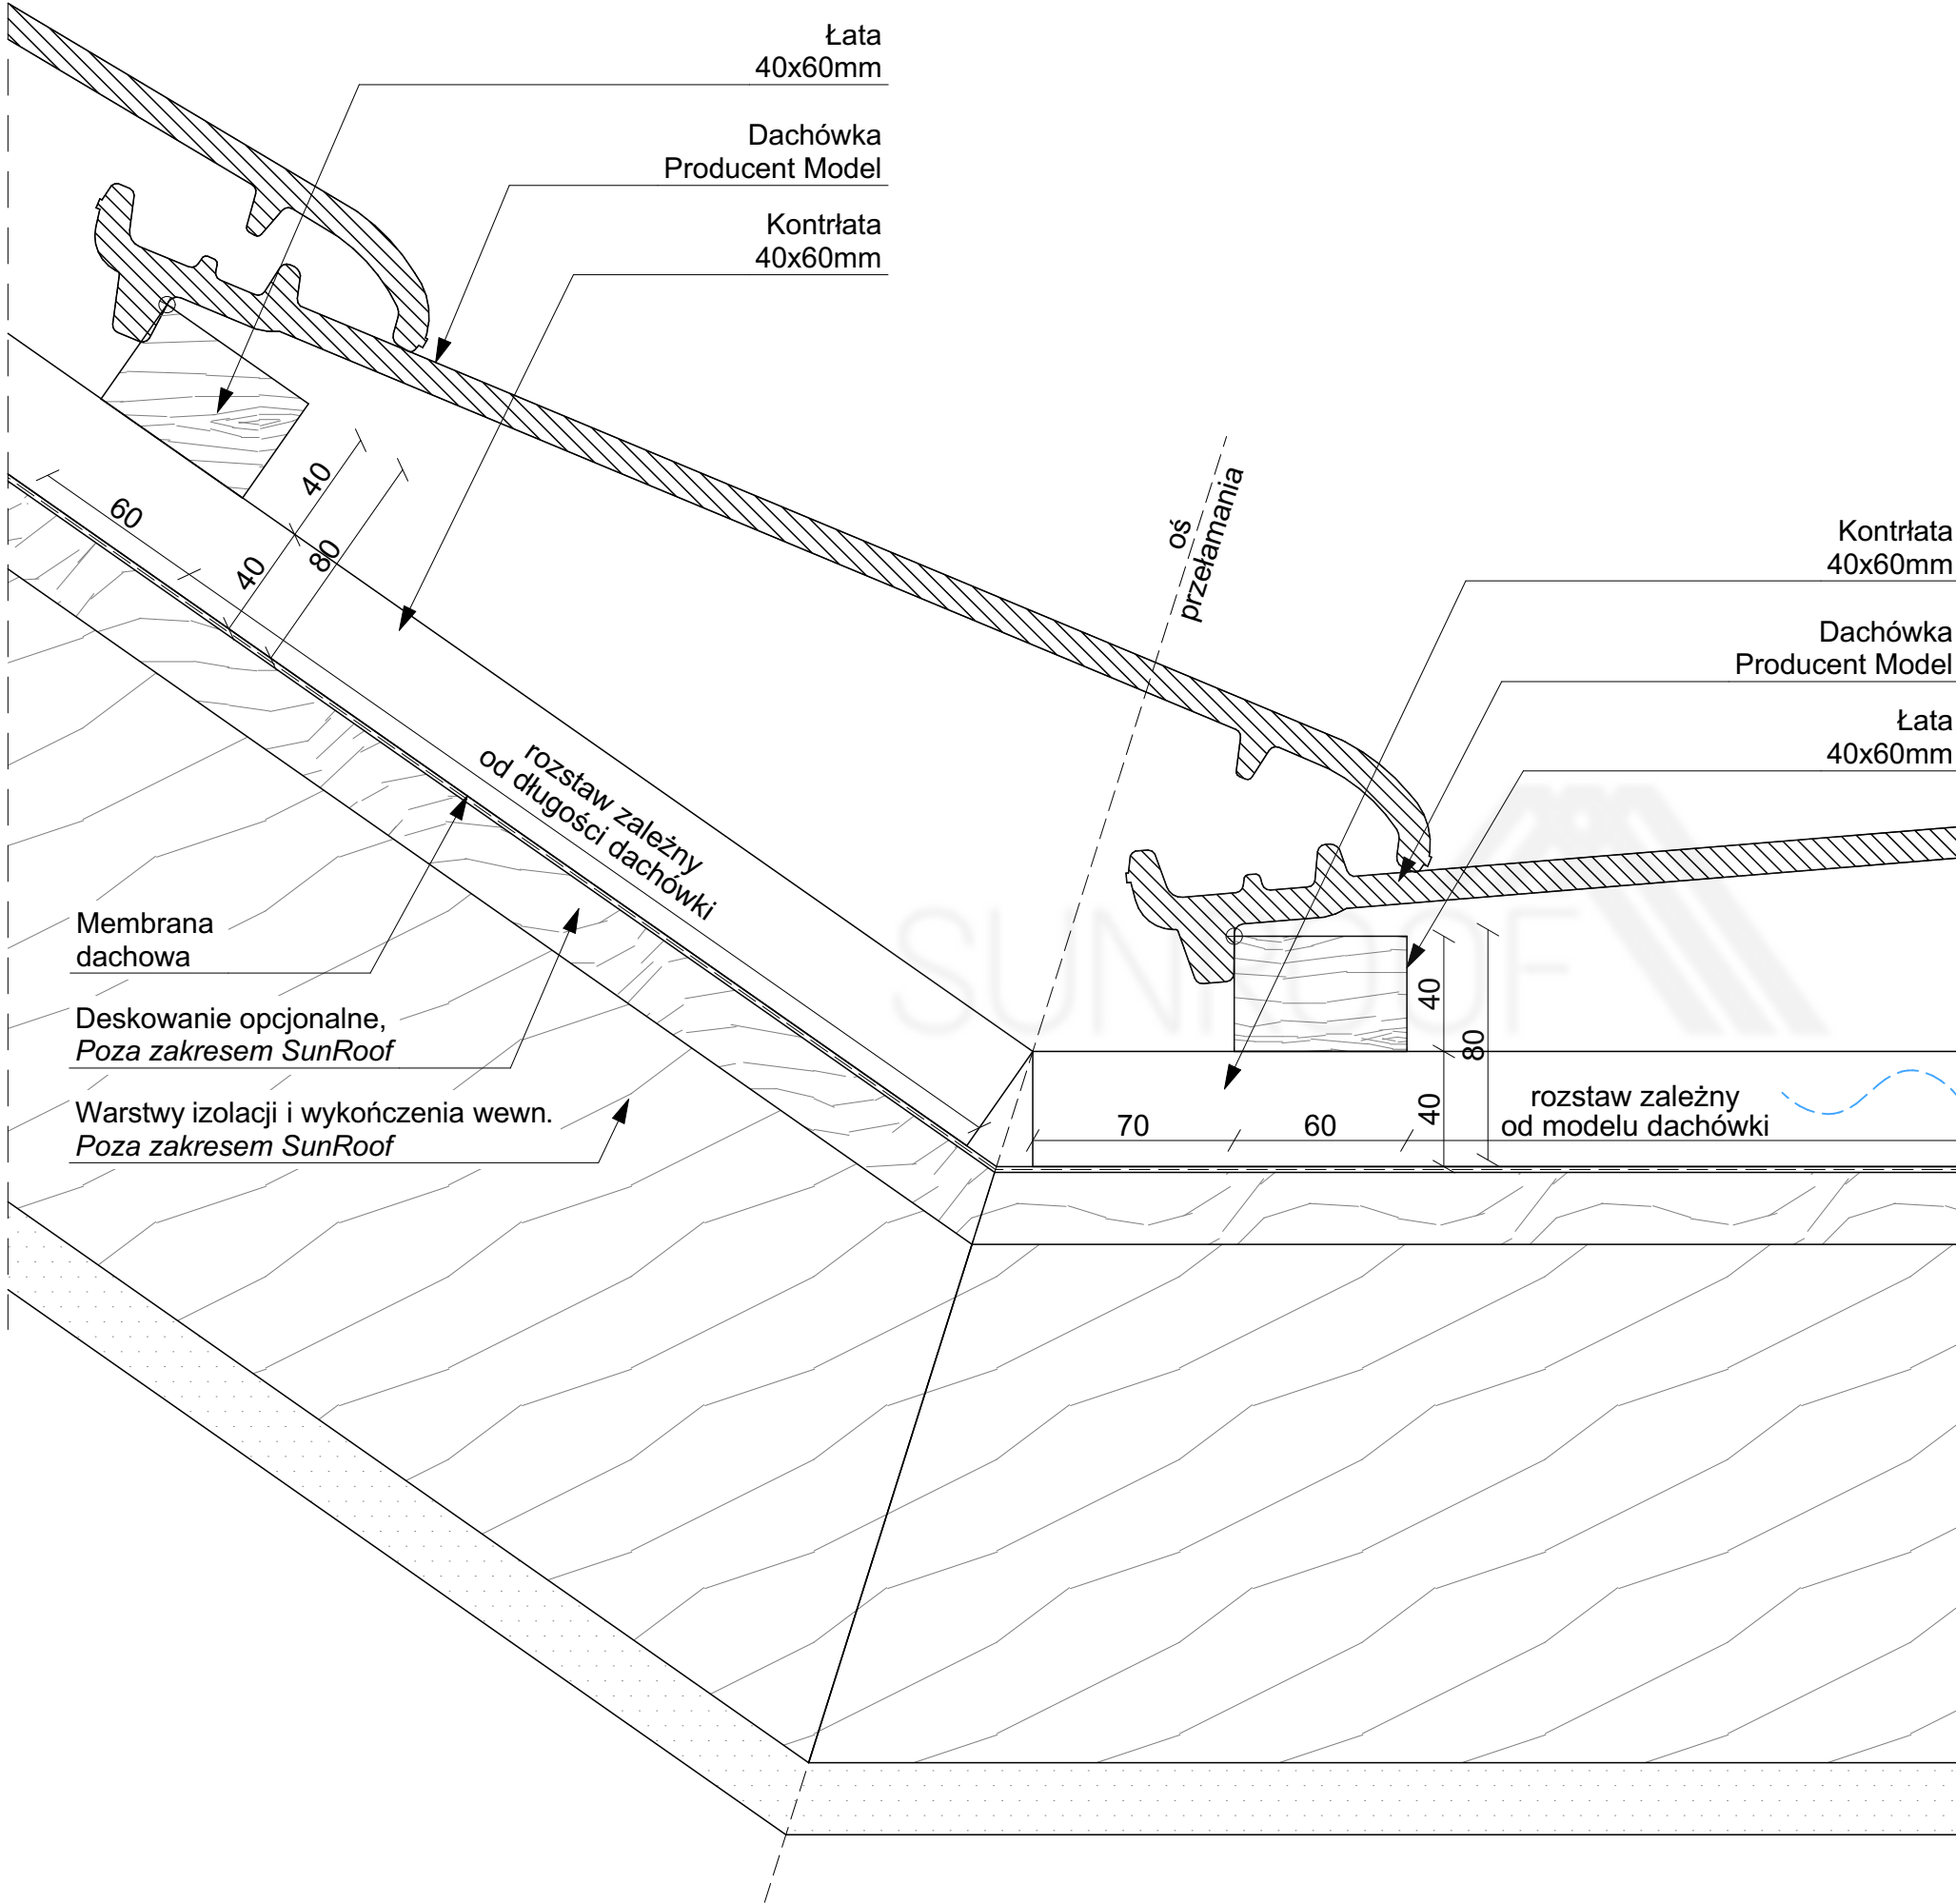 Łata
40x60mm
Dachówka
Producent Model
Kontrłata
40x60mm
40
60
40
80
oś
przełamania
Kontrłata
40x60mm
Dachówka
Producent Model
Łata
40x60mm
rozstaw zależny
od długości dachówki
SUNROOF
Membrana
dachowa
Deskowanie opcjonalne,
Poza zakresem SunRoof
Warstwy izolacji i wykończenia wewn.
Poza zakresem SunRoof
40
80
40
70
60
rozstaw zależny
od modelu dachówki